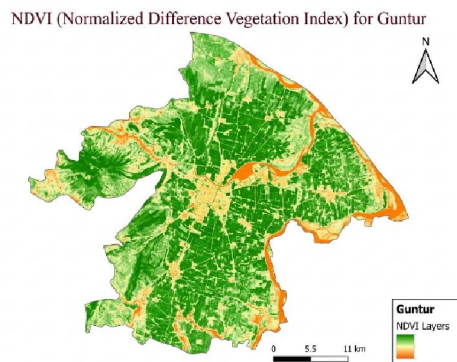 NDVI (Normalized Difference Vegetation Index) for Guntur
N
Guntur
NDVI Layers
0 5.5 11 km